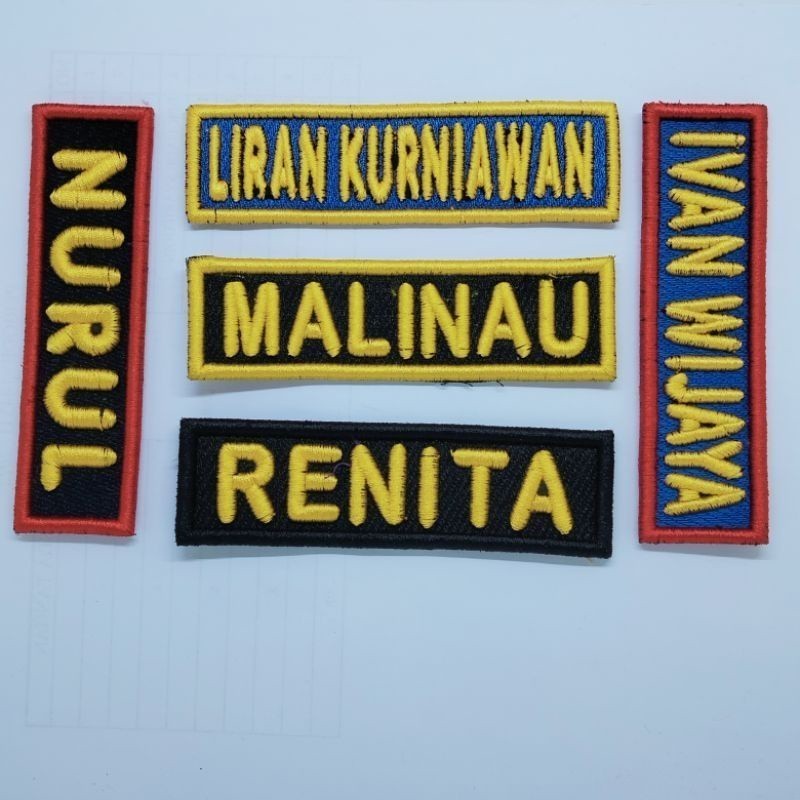 NURUL
LIRAN KURNIAWAN
MALINAU
RENITA
IVAN WIJAYA